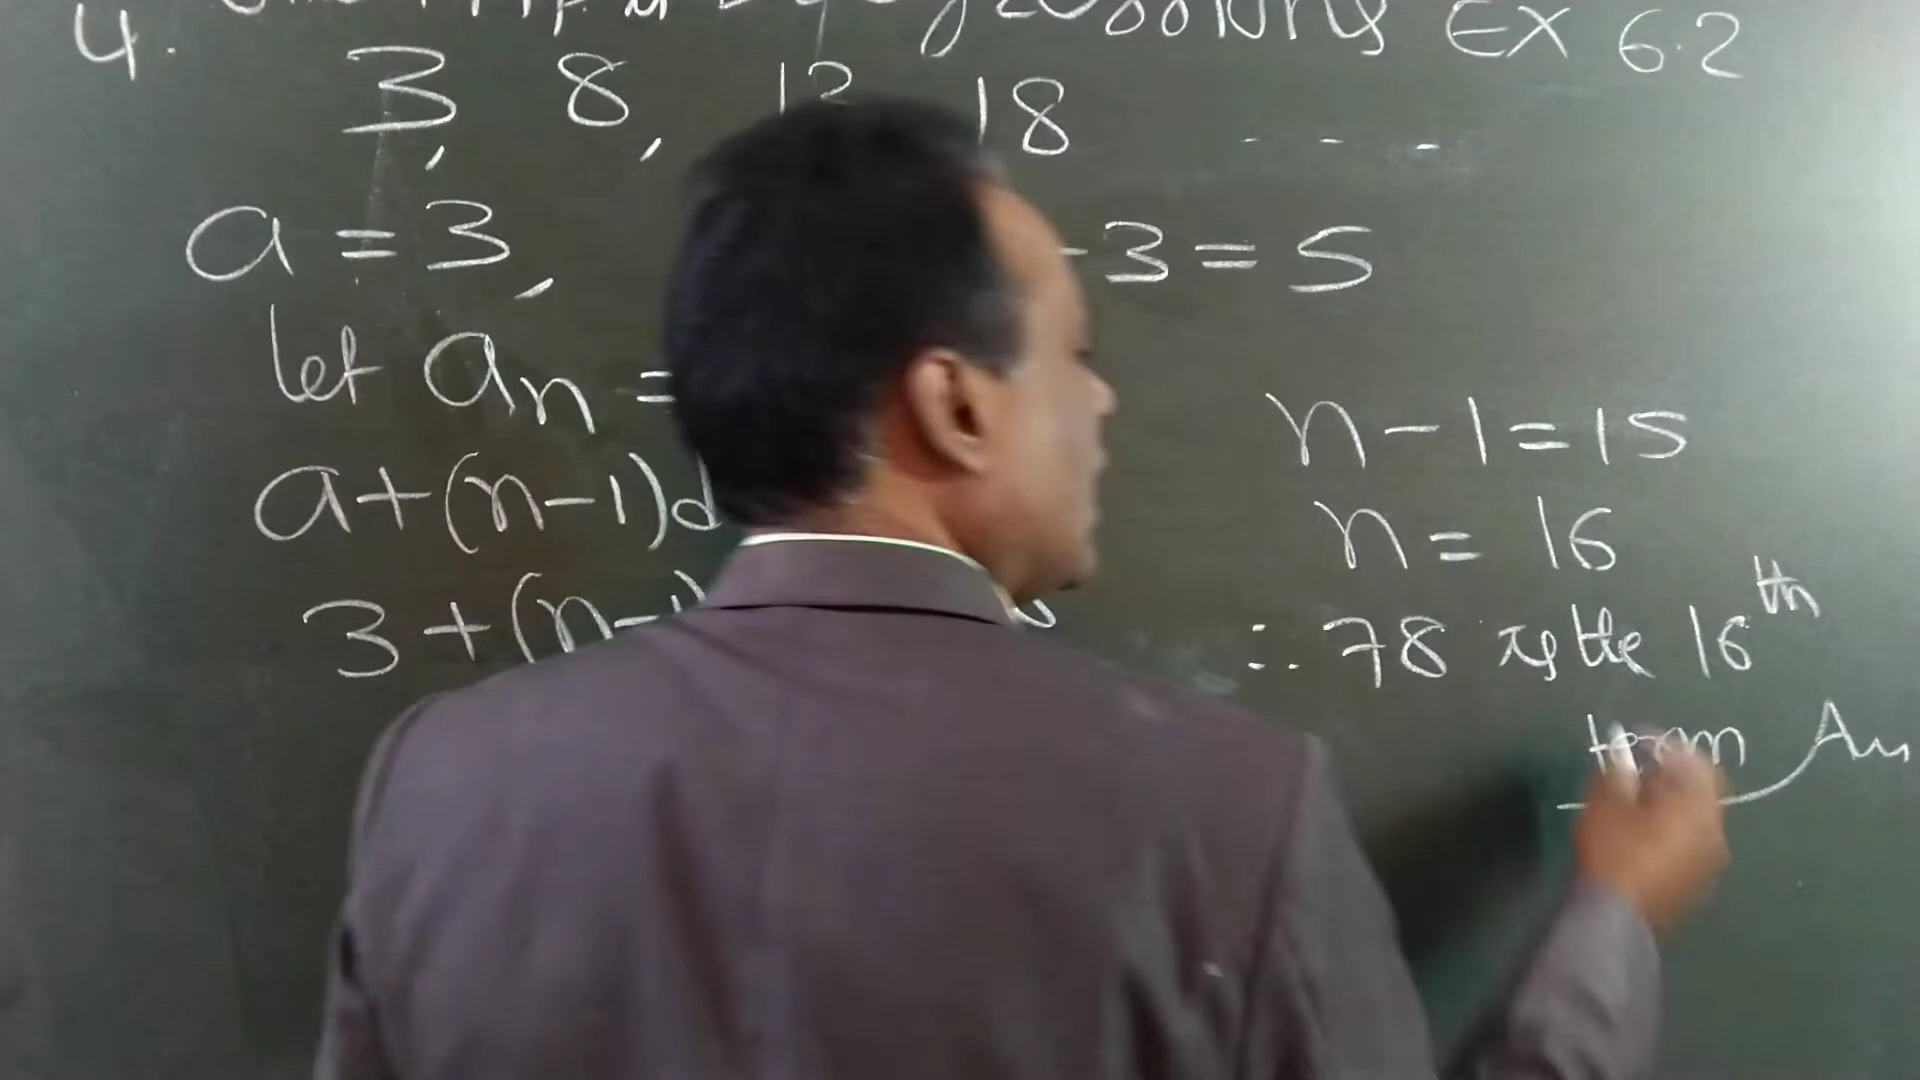 4. EX 6.2
3, 8, 13 18 - - -
a = 3, - 3 = 5
let an =
a + (n-1)d
3 + (n-1)
n - 1 = 15
n = 16
∴ 78 is the 16th
term An